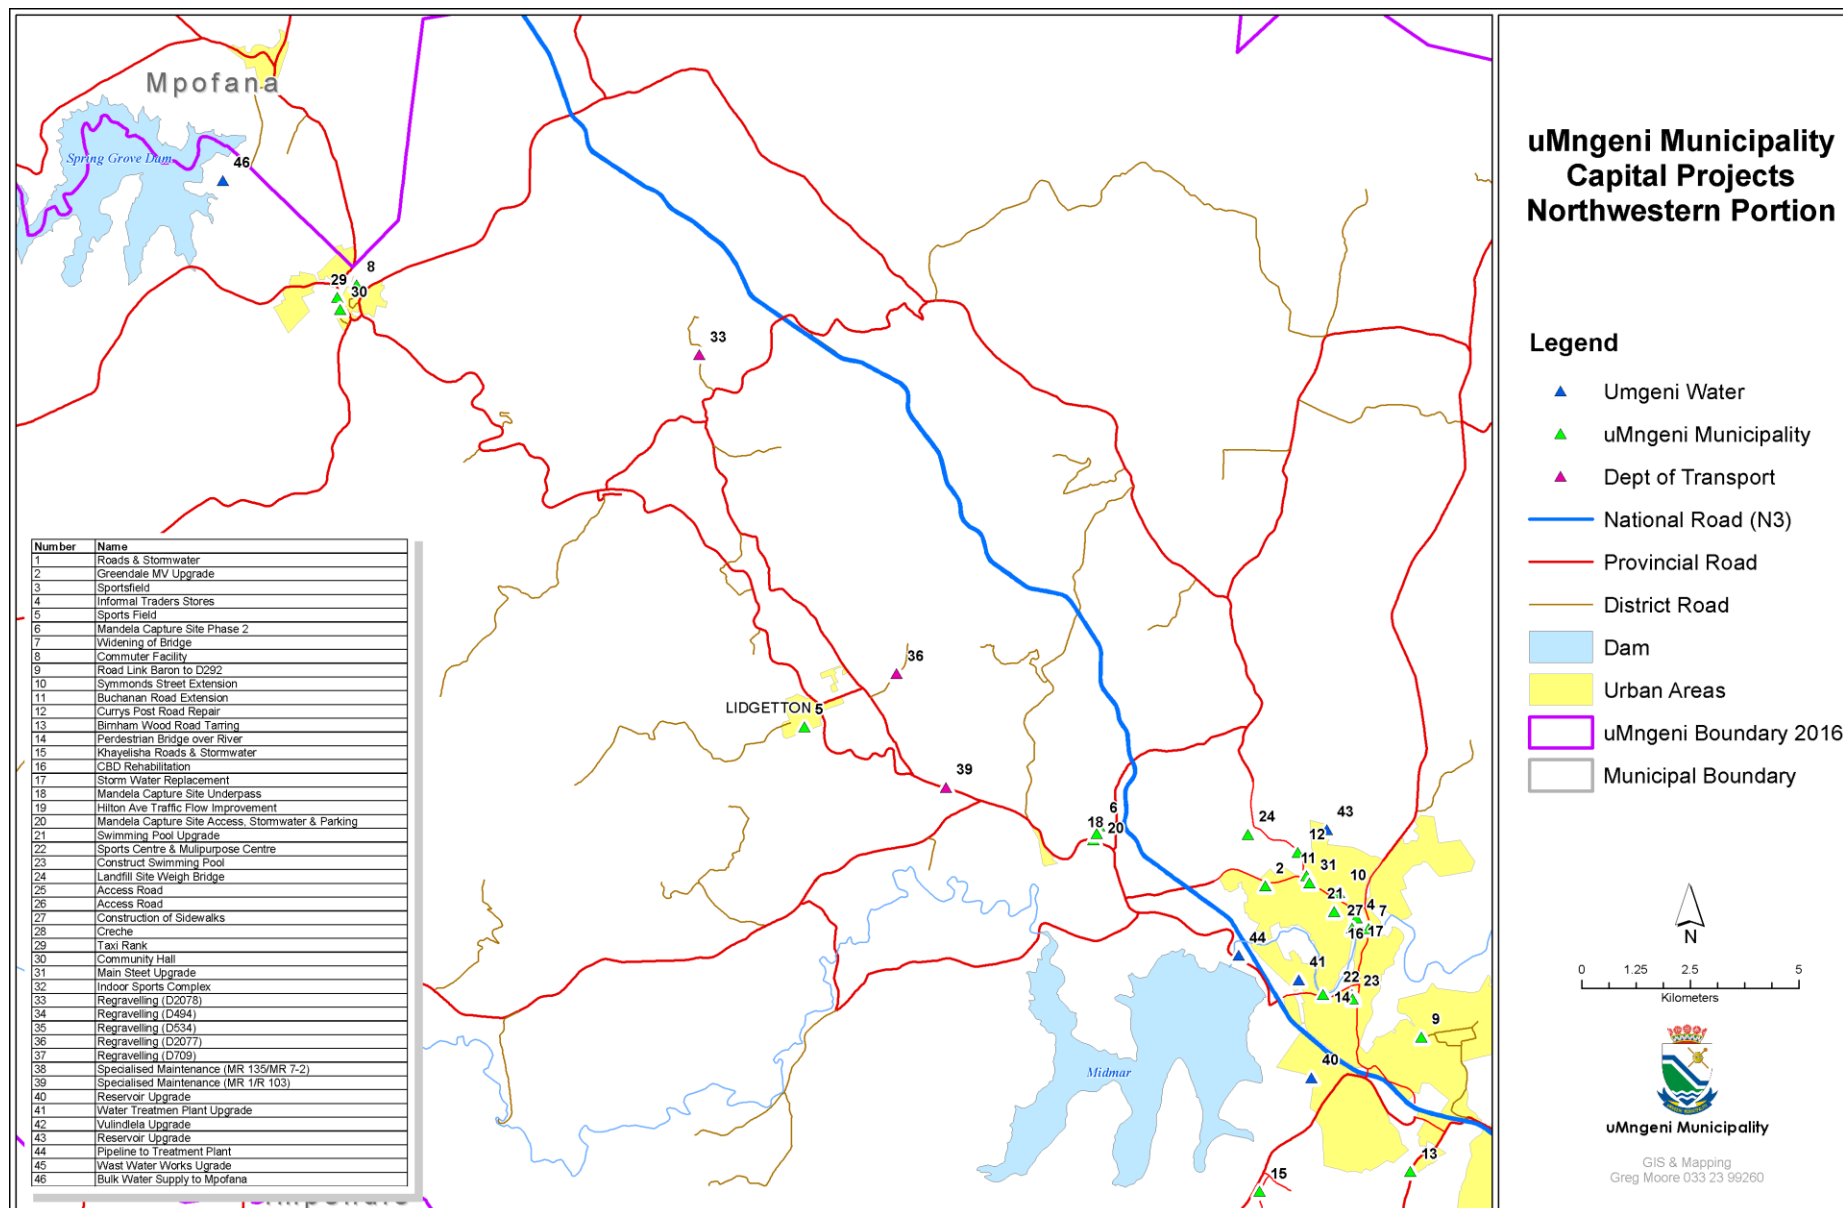 Mpofana
Spring Grove Dam
46
8
29
30
33
36
LIDGETTON 5
39
6
18
20
24
43
12
11
31
2
10
21
4
27
7
16
17
44
41
22
23
14
9
40
Midmar
13
15
Number Name
1 Roads & Stormwater
2 Greendale MV Upgrade
3 Sportsfield
4 Informal Traders Stores
5 Sports Field
6 Mandela Capture Site Phase 2
7 Widening of Bridge
8 Commuter Facility
9 Road Link Baron to D292
10 Symmonds Street Extension
11 Buchanan Road Extension
12 Currys Post Road Repair
13 Birnham Wood Road Tarring
14 Perdestrian Bridge over River
15 Khayelisha Roads & Stormwater
16 CBD Rehabilitation
17 Storm Water Replacement
18 Mandela Capture Site Underpass
19 Hilton Ave Traffic Flow Improvement
20 Mandela Capture Site Access, Stormwater & Parking
21 Swimming Pool Upgrade
22 Sports Centre & Mulipurpose Centre
23 Construct Swimming Pool
24 Landfill Site Weigh Bridge
25 Access Road
26 Access Road
27 Construction of Sidewalks
28 Creche
29 Taxi Rank
30 Community Hall
31 Main Steet Upgrade
32 Indoor Sports Complex
33 Regravelling (D2078)
34 Regravelling (D494)
35 Regravelling (D534)
36 Regravelling (D2077)
37 Regravelling (D709)
38 Specialised Maintenance (MR 135/MR 7-2)
39 Specialised Maintenance (MR 1/R 103)
40 Reservoir Upgrade
41 Water Treatmen Plant Upgrade
42 Vulindlela Upgrade
43 Reservoir Upgrade
44 Pipeline to Treatment Plant
45 Wast Water Works Ugrade
46 Bulk Water Supply to Mpofana
uMngeni Municipality
Capital Projects
Northwestern Portion
Legend
Umgeni Water
uMngeni Municipality
Dept of Transport
National Road (N3)
Provincial Road
District Road
Dam
Urban Areas
uMngeni Boundary 2016
Municipal Boundary
N
0 1.25 2.5 5
Kilometers
uMngeni Municipality
GIS & Mapping
Greg Moore 033 23 99260